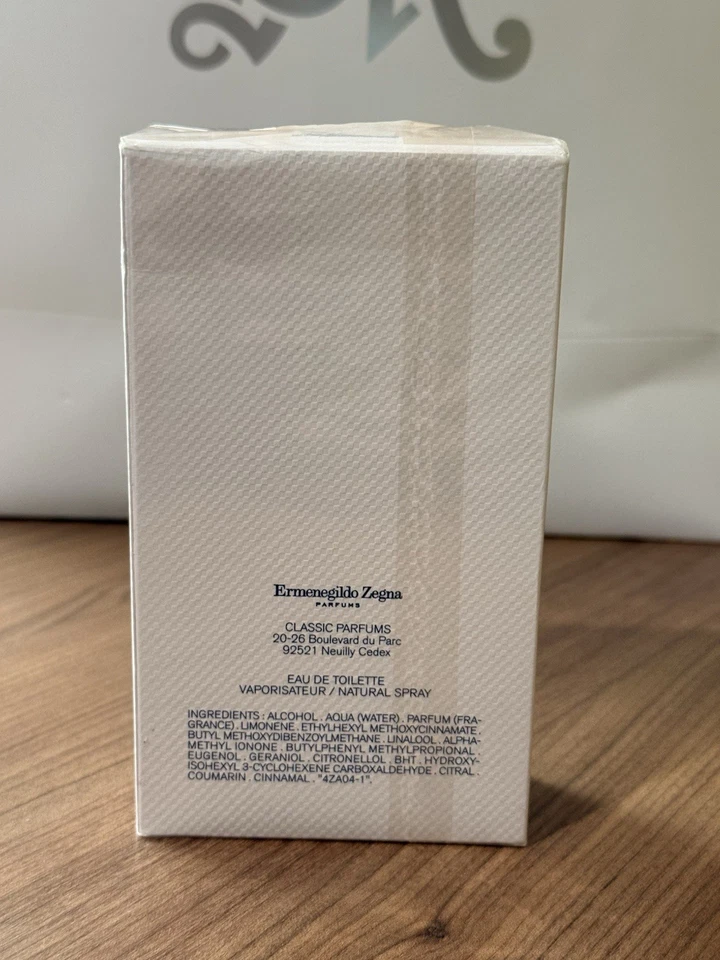 Ermenegildo Zegna
PARFUMS
CLASSIC PARFUMS
20-26 Boulevard du Parc
92521 Neuilly Cedex
EAU DE TOILETTE
VAPORISATEUR / NATURAL SPRAY
INGREDIENTS : ALCOHOL . AQUA (WATER) . PARFUM (FRA-
GRANCE) . LIMONENE . ETHYLHEXYL METHOXYCINNAMATE .
BUTYL METHOXYDIBENZOYLMETHANE . LINALOOL . ALPHA-
METHYL IONONE . BUTYLPHENYL METHYLPROPIONAL .
EUGENOL . GERANIOL . CITRONELLOL . BHT . HYDROXY-
ISOHEXYL 3-CYCLOHEXENE CARBOXALDEHYDE . CITRAL .
COUMARIN . CINNAMAL . "4ZA04-1".